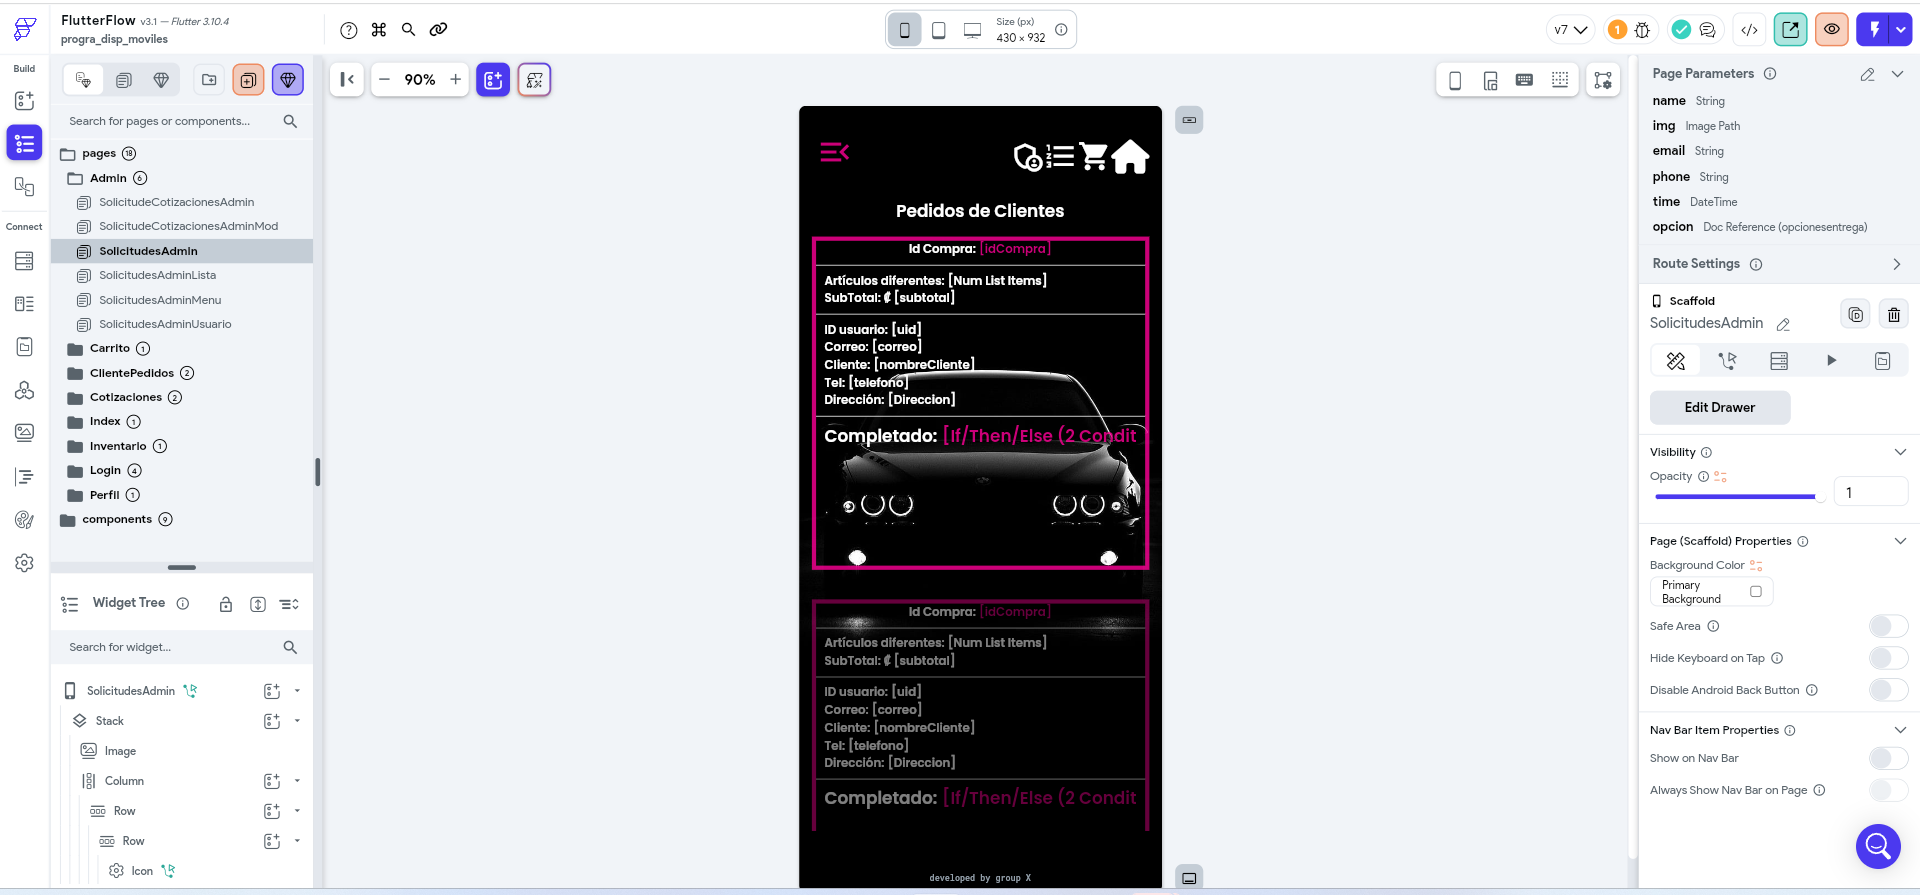 FlutterFlow v3.1 — Flutter 3.10.4
progra_disp_moviles
Size (px)
430 × 932
v7
1
Build
Connect
90%
Search for pages or components...
pages 18
Admin 6
SolicitudeCotizacionesAdmin
SolicitudeCotizacionesAdminMod
SolicitudesAdmin
SolicitudesAdminLista
SolicitudesAdminMenu
SolicitudesAdminUsuario
Carrito 1
ClientePedidos 2
Cotizaciones 2
Index 1
Inventario 1
Login 4
Perfil 1
components 9
Widget Tree
Search for widget...
SolicitudesAdmin
Stack
Image
Column
Row
Row
Icon
Pedidos de Clientes
Id Compra: [idCompra]
Artículos diferentes: [Num List Items]
SubTotal: ₡ [subtotal]
ID usuario: [uid]
Correo: [correo]
Cliente: [nombreCliente]
Tel: [telefono]
Dirección: [Direccion]
Completado: [If/Then/Else (2 Condit
Id Compra: [idCompra]
Artículos diferentes: [Num List Items]
SubTotal: ₡ [subtotal]
ID usuario: [uid]
Correo: [correo]
Cliente: [nombreCliente]
Tel: [telefono]
Dirección: [Direccion]
Completado: [If/Then/Else (2 Condit
developed by group X
Page Parameters
name String
img Image Path
email String
phone String
time DateTime
opcion Doc Reference (opcionesentrega)
Route Settings
Scaffold
SolicitudesAdmin
Edit Drawer
Visibility
Opacity
1
Page (Scaffold) Properties
Background Color
Primary
Background
Safe Area
Hide Keyboard on Tap
Disable Android Back Button
Nav Bar Item Properties
Show on Nav Bar
Always Show Nav Bar on Page